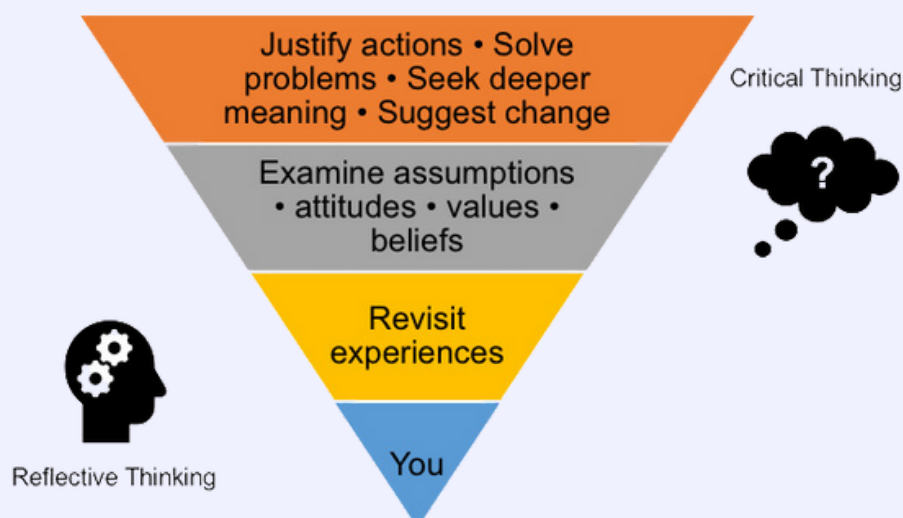 Justify actions • Solve
problems • Seek deeper
meaning • Suggest change
Critical Thinking
?
Examine assumptions
• attitudes • values •
beliefs
Revisit
experiences
You
Reflective Thinking